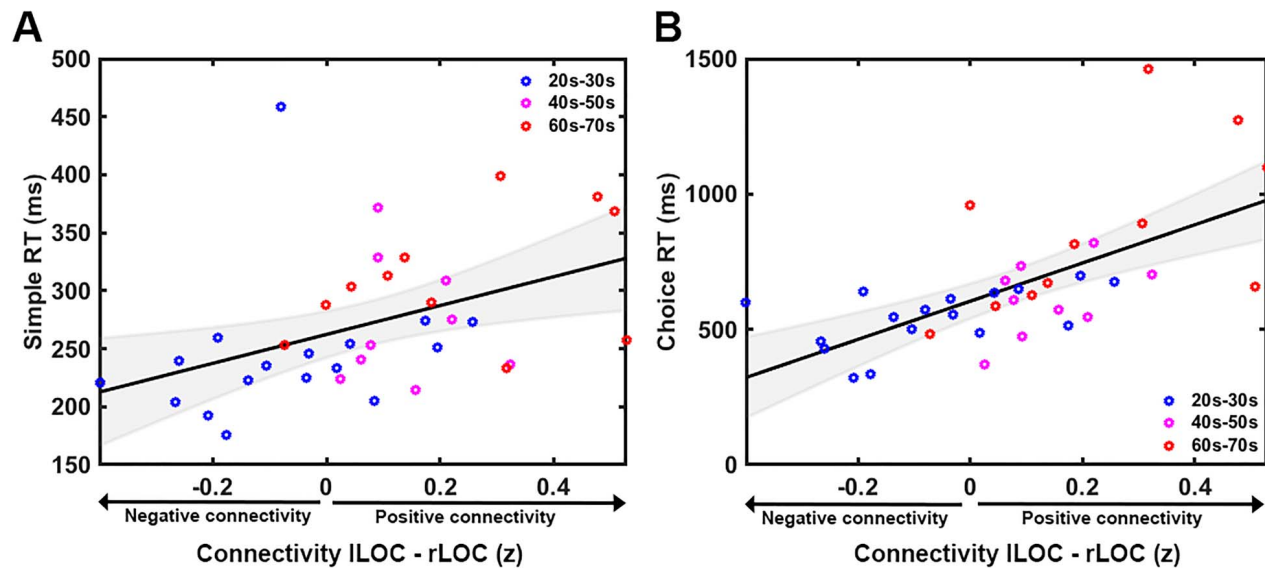 A
B
500
450
400
350
300
250
200
150
Simple RT (ms)
20s-30s
40s-50s
60s-70s
-0.2
0
0.2
0.4
Negative connectivity
Positive connectivity
Connectivity lLOC - rLOC (z)
1500
1000
500
0
Choice RT (ms)
20s-30s
40s-50s
60s-70s
-0.2
0
0.2
0.4
Negative connectivity
Positive connectivity
Connectivity lLOC - rLOC (z)